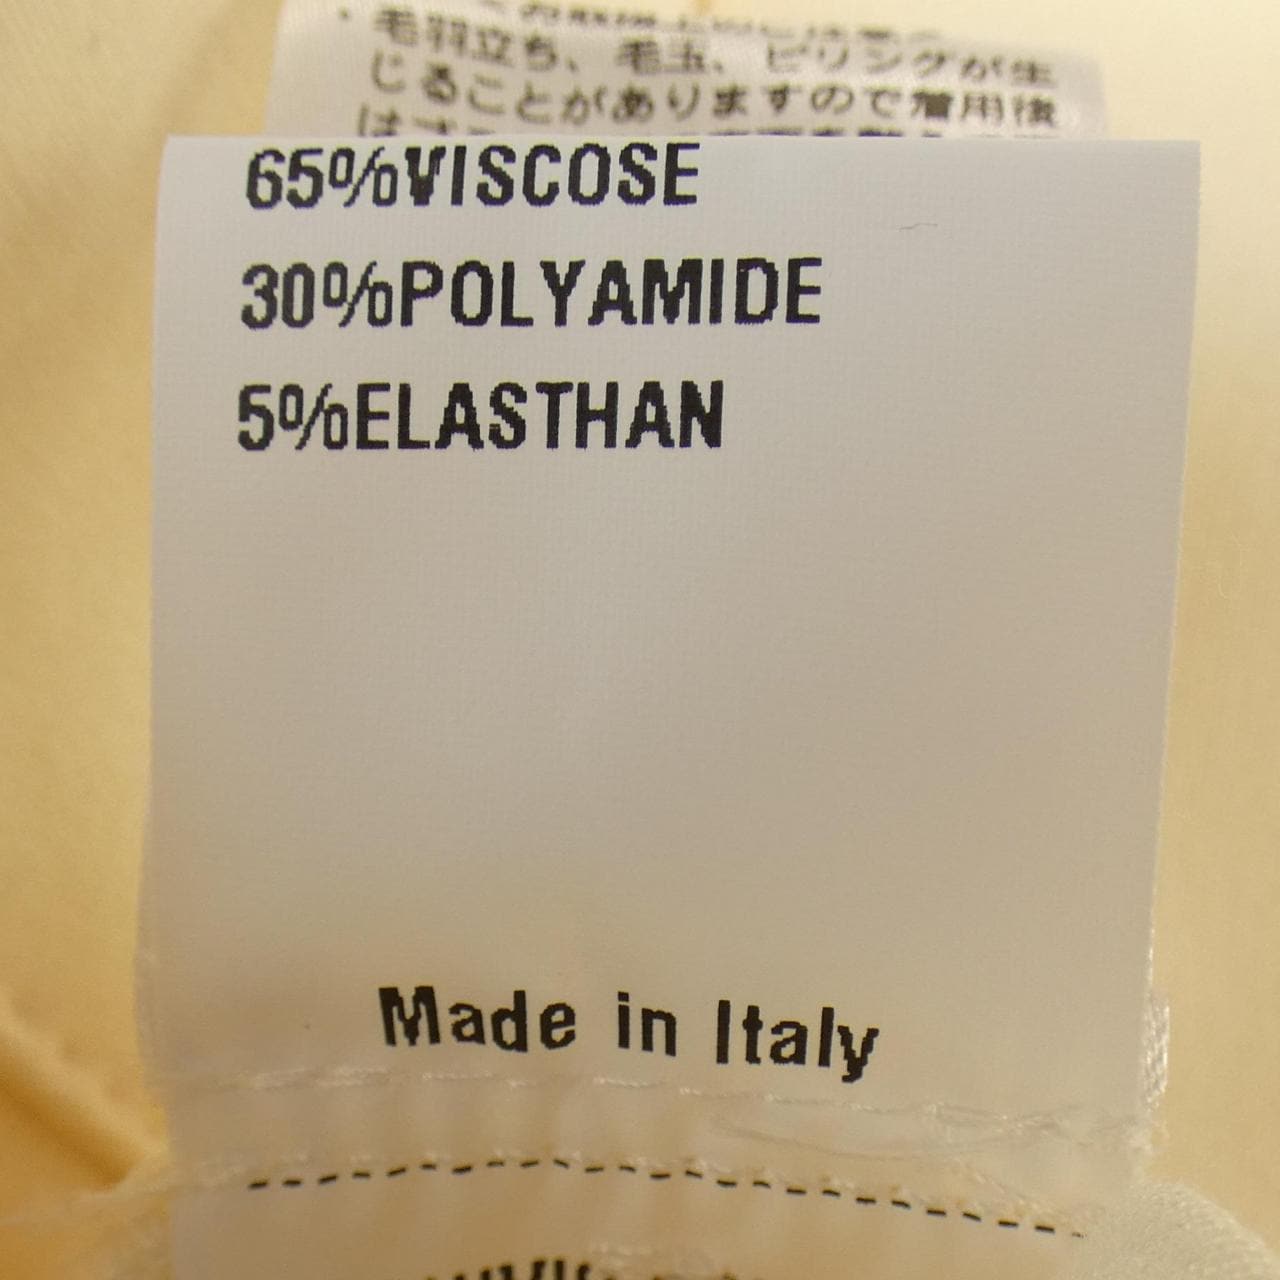 ・毛羽立ち、毛玉、ピリングが生
じることがありますので着用後
65%VISCOSE
30%POLYAMIDE
5%ELASTHAN
Made in Italy